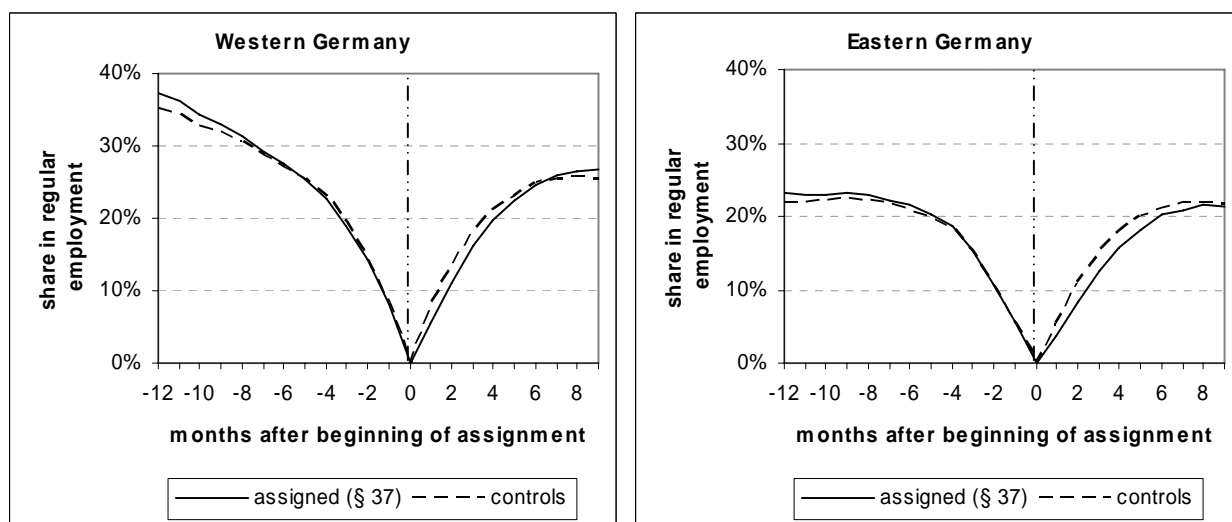 Western Germany
40%
30%
20%
10%
0%
share in regular
employment
-12 -10 -8 -6 -4 -2 0 2 4 6 8
months after beginning of assignment
assigned (§ 37) controls
Eastern Germany
40%
30%
20%
10%
0%
share in regular
employment
-12 -10 -8 -6 -4 -2 0 2 4 6 8
months after beginning of assignment
assigned (§ 37) controls